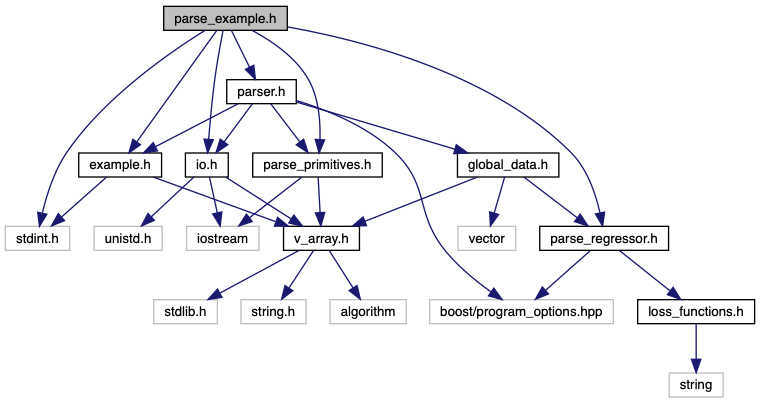 parse_example.h
parser.h
example.h
io.h
parse_primitives.h
global_data.h
stdint.h
unistd.h
iostream
v_array.h
vector
parse_regressor.h
stdlib.h
string.h
algorithm
boost/program_options.hpp
loss_functions.h
string